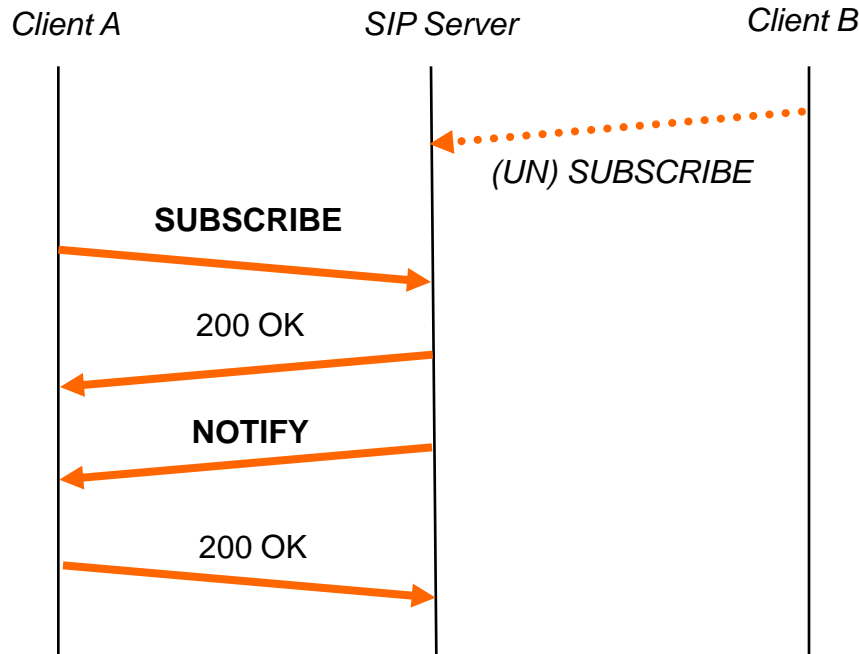 Client A
SIP Server
Client B
(UN) SUBSCRIBE
SUBSCRIBE
200 OK
NOTIFY
200 OK